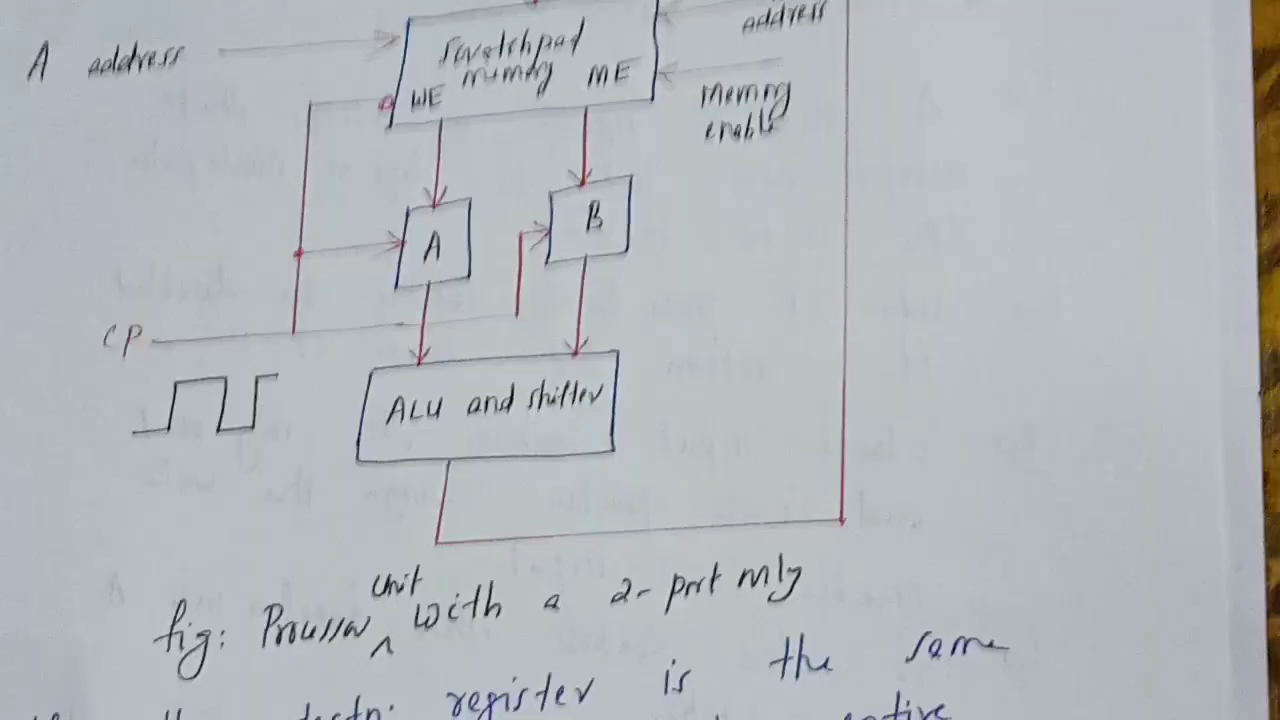 address
A address
Scratchpad
memory ME
WE
Memory
enable
A
B
CP
ALU and shifter
fig: Processor unit with a 2-port m/y
register is the same
entire